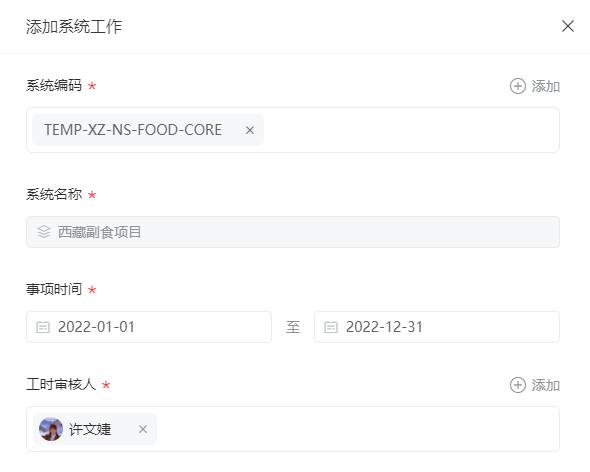 添加系统工作
系统编码 *
添加
TEMP-XZ-NS-FOOD-CORE
系统名称 *
西藏副食项目
事项时间 *
2022-01-01 至 2022-12-31
工时审核人 *
添加
许文婕